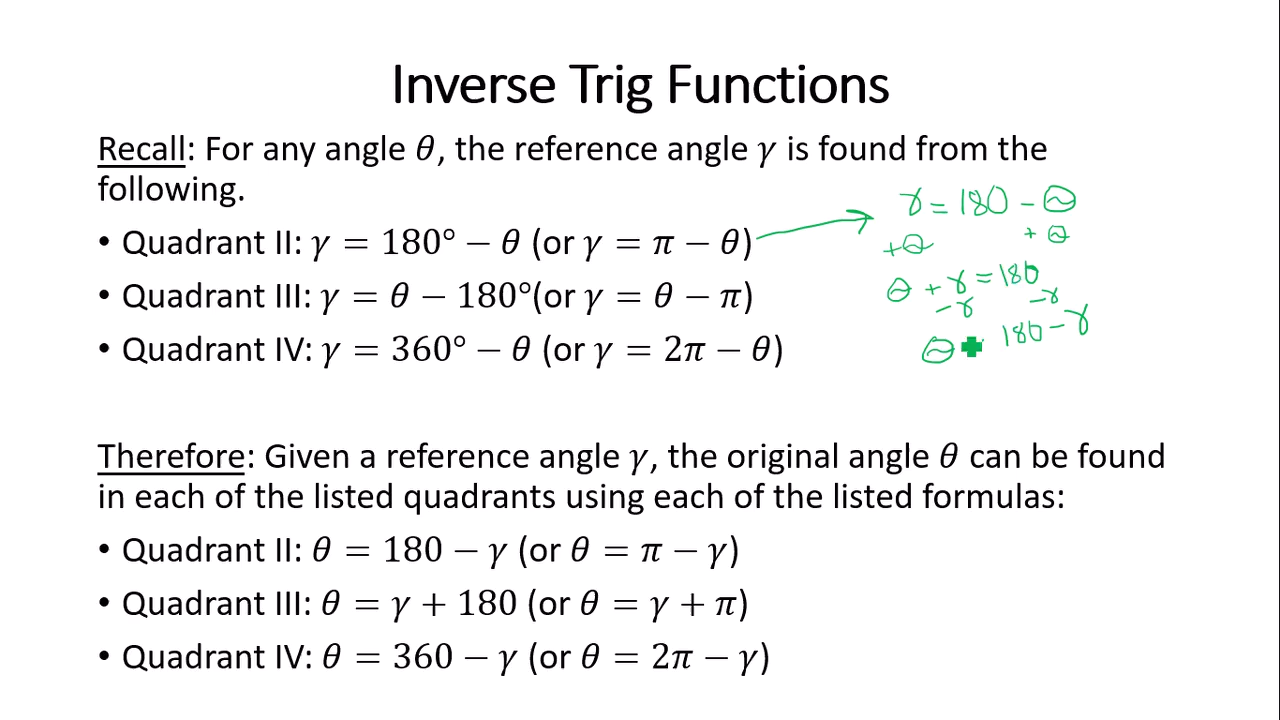 Inverse Trig Functions
Recall: For any angle θ, the reference angle γ is found from the
following.
• Quadrant II: γ = 180° − θ (or γ = π − θ)
• Quadrant III: γ = θ − 180°(or γ = θ − π)
• Quadrant IV: γ = 360° − θ (or γ = 2π − θ)
γ = 180 − θ
+θ + θ
θ + γ = 180
−γ −γ
θ 180 − γ
Therefore: Given a reference angle γ, the original angle θ can be found
in each of the listed quadrants using each of the listed formulas:
• Quadrant II: θ = 180 − γ (or θ = π − γ)
• Quadrant III: θ = γ + 180 (or θ = γ + π)
• Quadrant IV: θ = 360 − γ (or θ = 2π − γ)